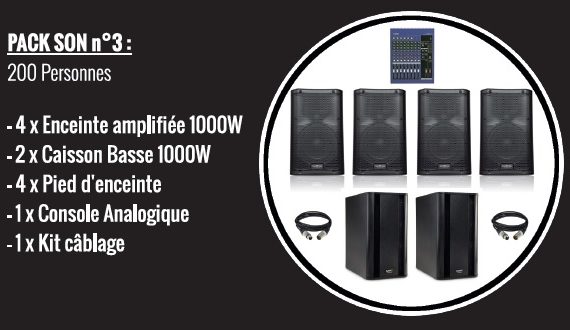 PACK SON n°3 :
200 Personnes
- 4 x Enceinte amplifiée 1000W
- 2 x Caisson Basse 1000W
- 4 x Pied d'enceinte
- 1 x Console Analogique
- 1 x Kit câblage